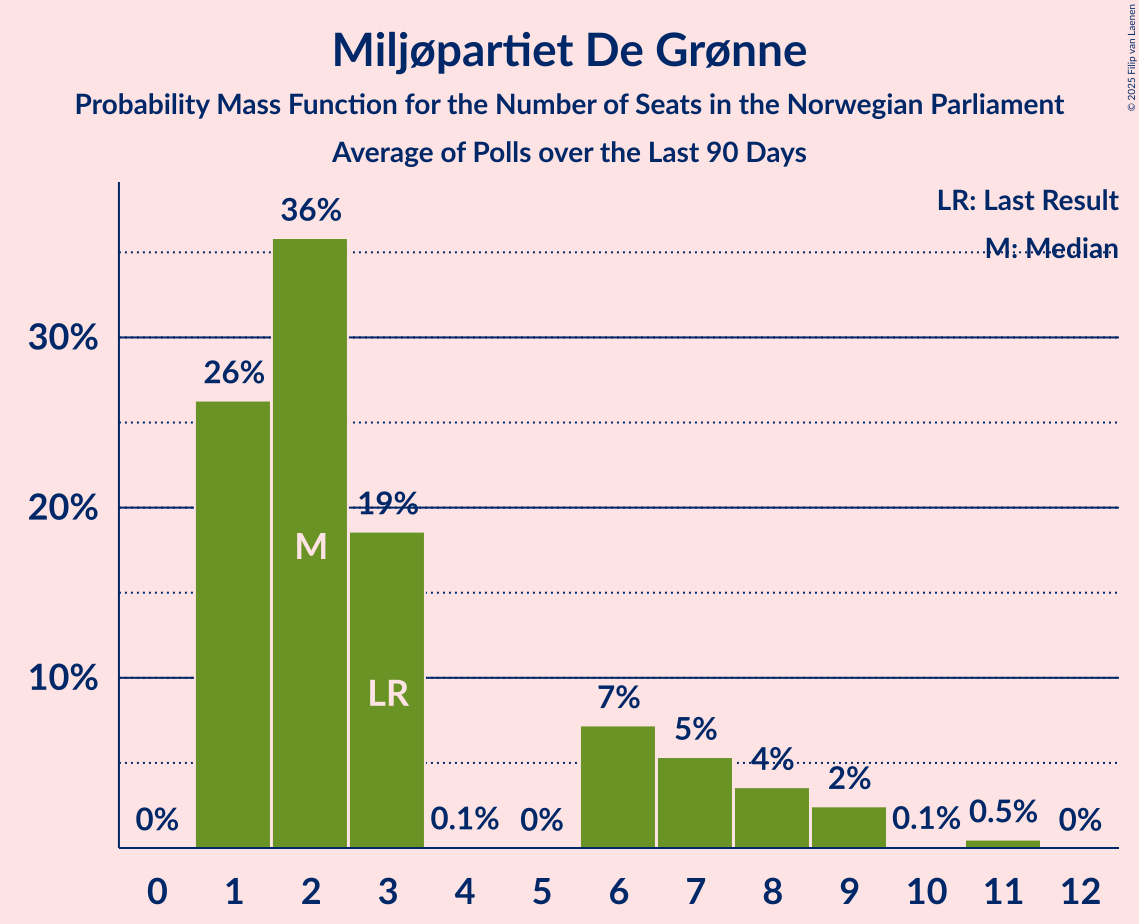 Miljøpartiet De Grønne
Probability Mass Function for the Number of Seats in the Norwegian Parliament
Average of Polls over the Last 90 Days
© 2025 Filip van Laenen
LR: Last Result
M: Median
30%
20%
10%
0%
26%
36%
19%
0.1%
0%
7%
5%
4%
2%
0.1%
0.5%
0%
M
LR
0 1 2 3 4 5 6 7 8 9 10 11 12